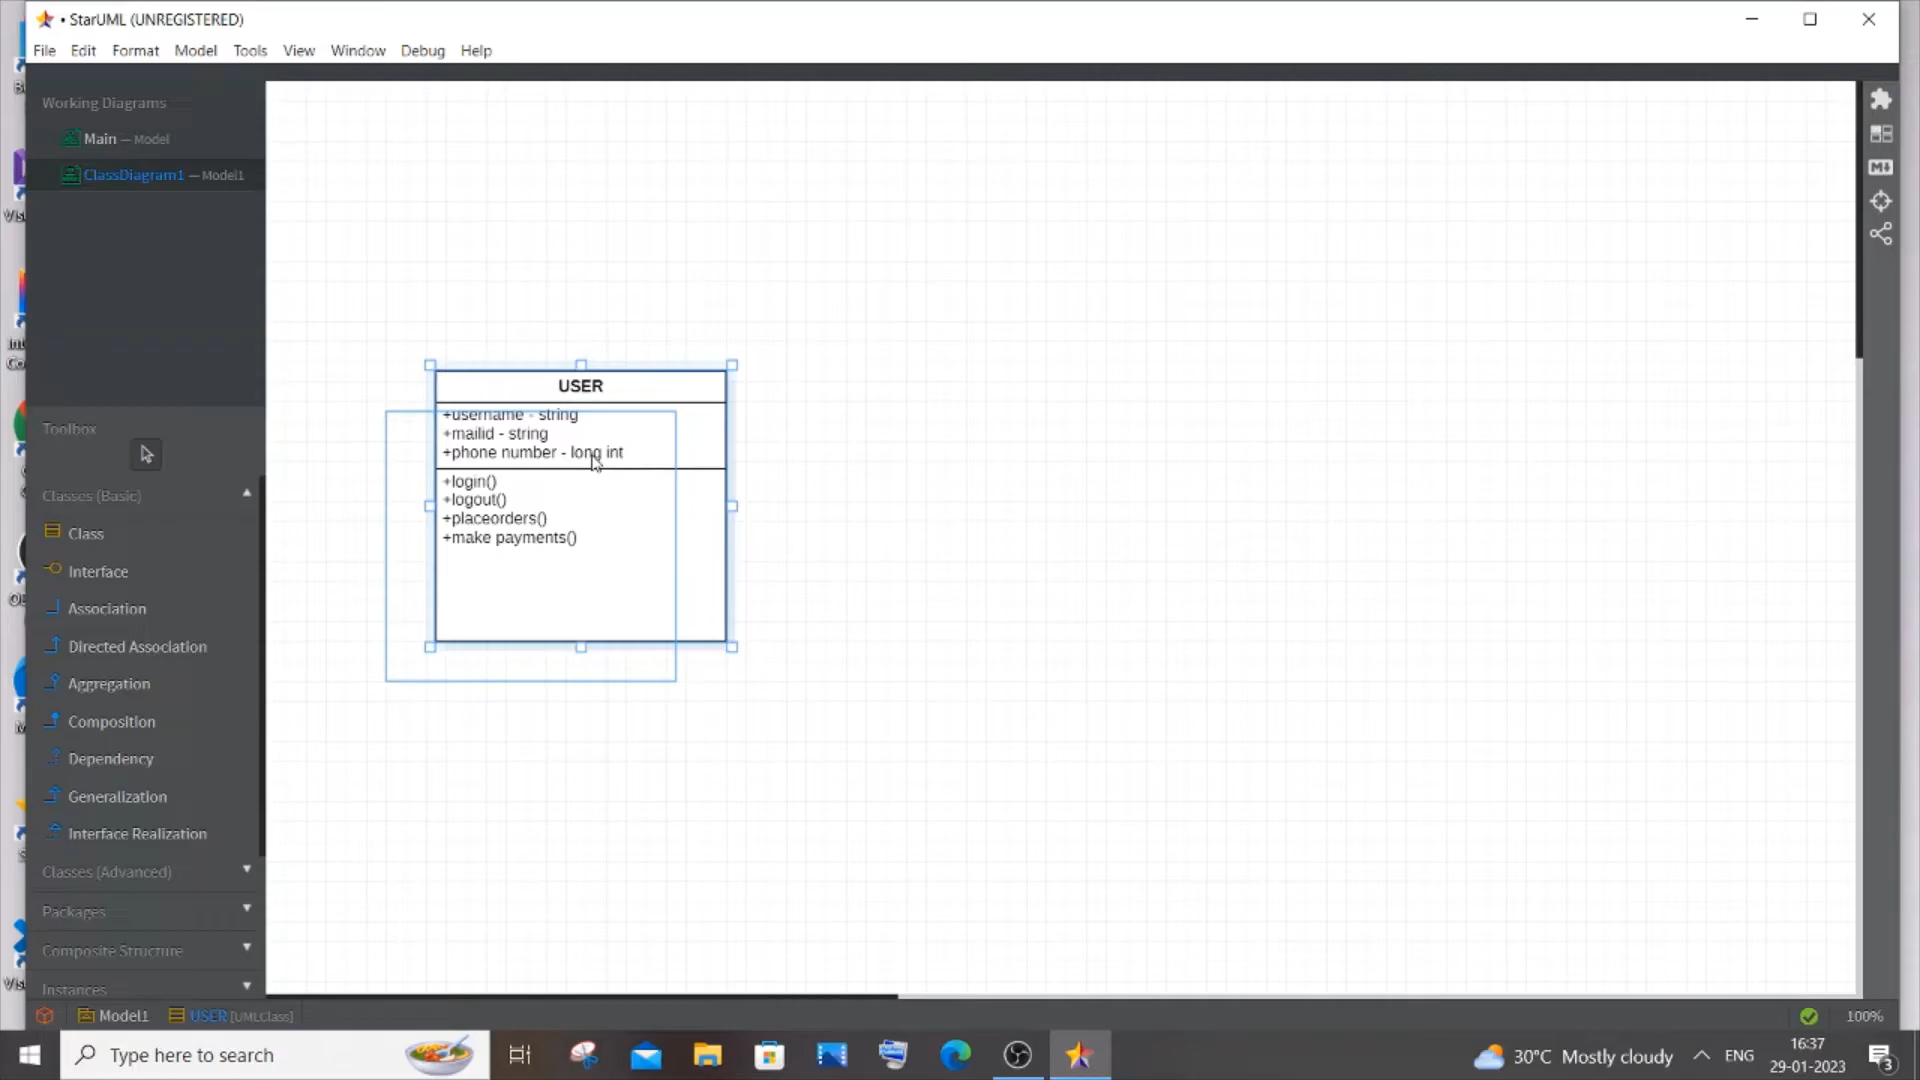 • StarUML (UNREGISTERED)
File Edit Format Model Tools View Window Debug Help
Working Diagrams
Main — Model
ClassDiagram1 — Model1
Toolbox
Classes (Basic)
Class
Interface
Association
Directed Association
Aggregation
Composition
Dependency
Generalization
Interface Realization
Classes (Advanced)
Packages
Composite Structure
Instances
USER
+username - string
+mailid - string
+phone number - long int
+login()
+logout()
+placeorders()
+make payments()
Model1 USER [UMLClass]
100%
Type here to search
30°C Mostly cloudy
ENG
16:37
29-01-2023
3